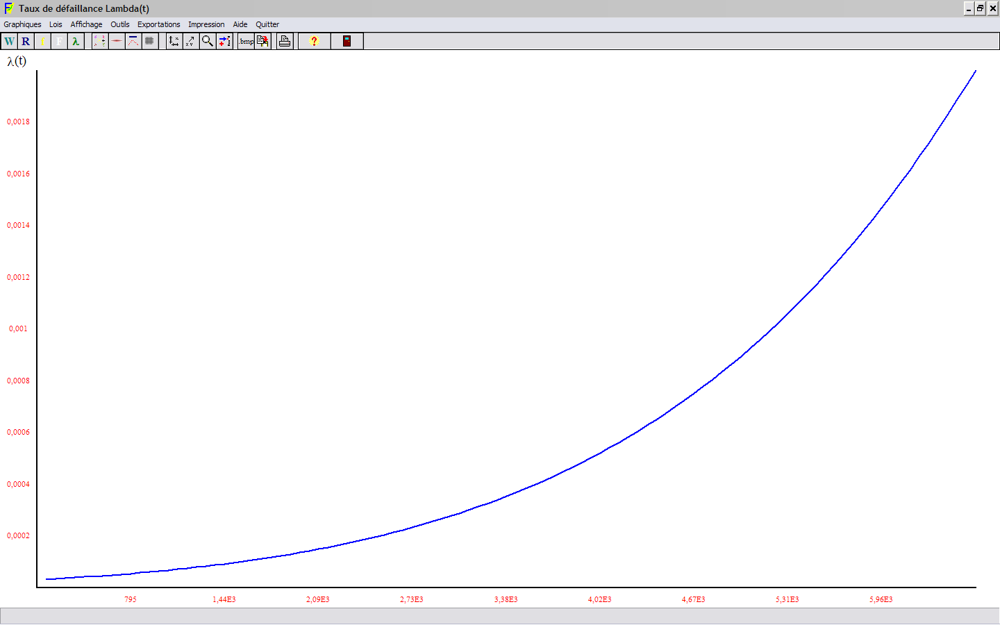 Taux de défaillance Lambda(t)
Graphiques Lois Affichage Outils Exportations Impression Aide Quitter
W R f F λ .bmp ?
λ(t)
0,0018
0,0016
0,0014
0,0012
0,001
0,0008
0,0006
0,0004
0,0002
795 1,44E3 2,09E3 2,73E3 3,38E3 4,02E3 4,67E3 5,31E3 5,96E3